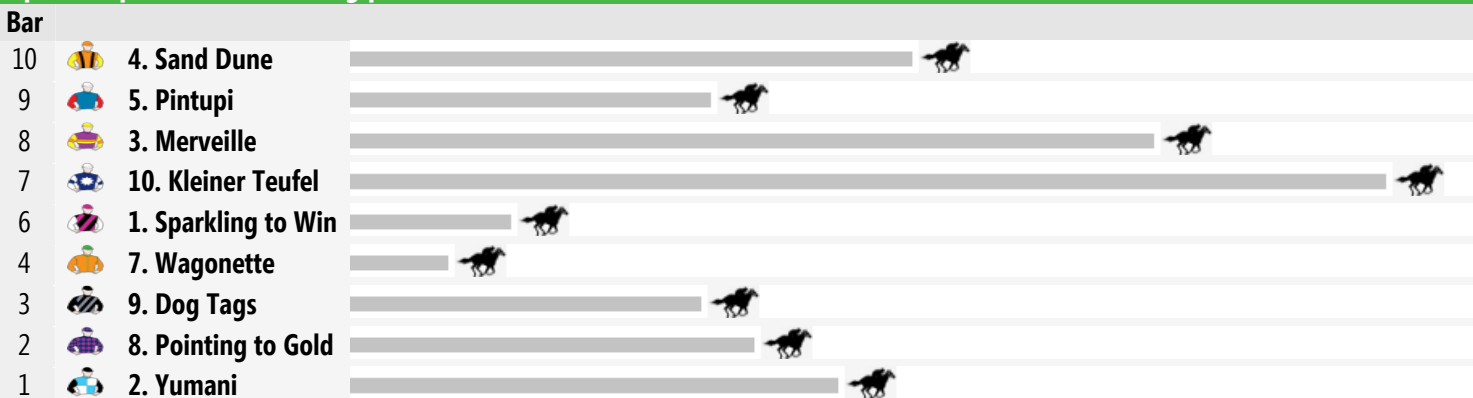 Bar
10 4. Sand Dune
9 5. Pintupi
8 3. Merveille
7 10. Kleiner Teufel
6 1. Sparkling to Win
4 7. Wagonette
3 9. Dog Tags
2 8. Pointing to Gold
1 2. Yumani